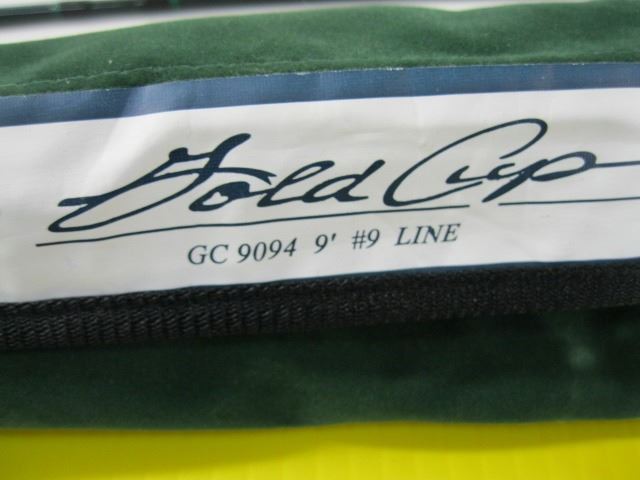 Gold Cup
GC 9094 9' #9 LINE